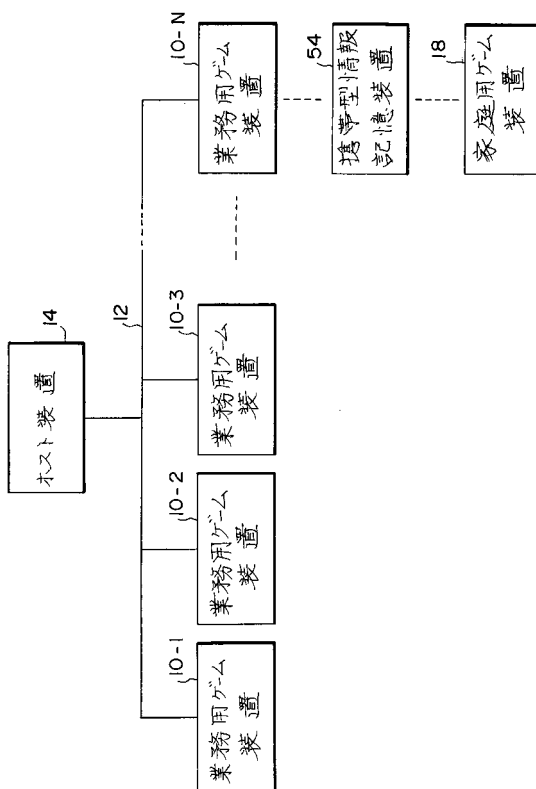 14
ホスト装置
12
10-1
業務用ゲーム
装置
10-2
業務用ゲーム
装置
10-3
業務用ゲーム
装置
10-N
業務用ゲーム
装置
54
携帯型情報
記憶装置
18
家庭用ゲーム
装置